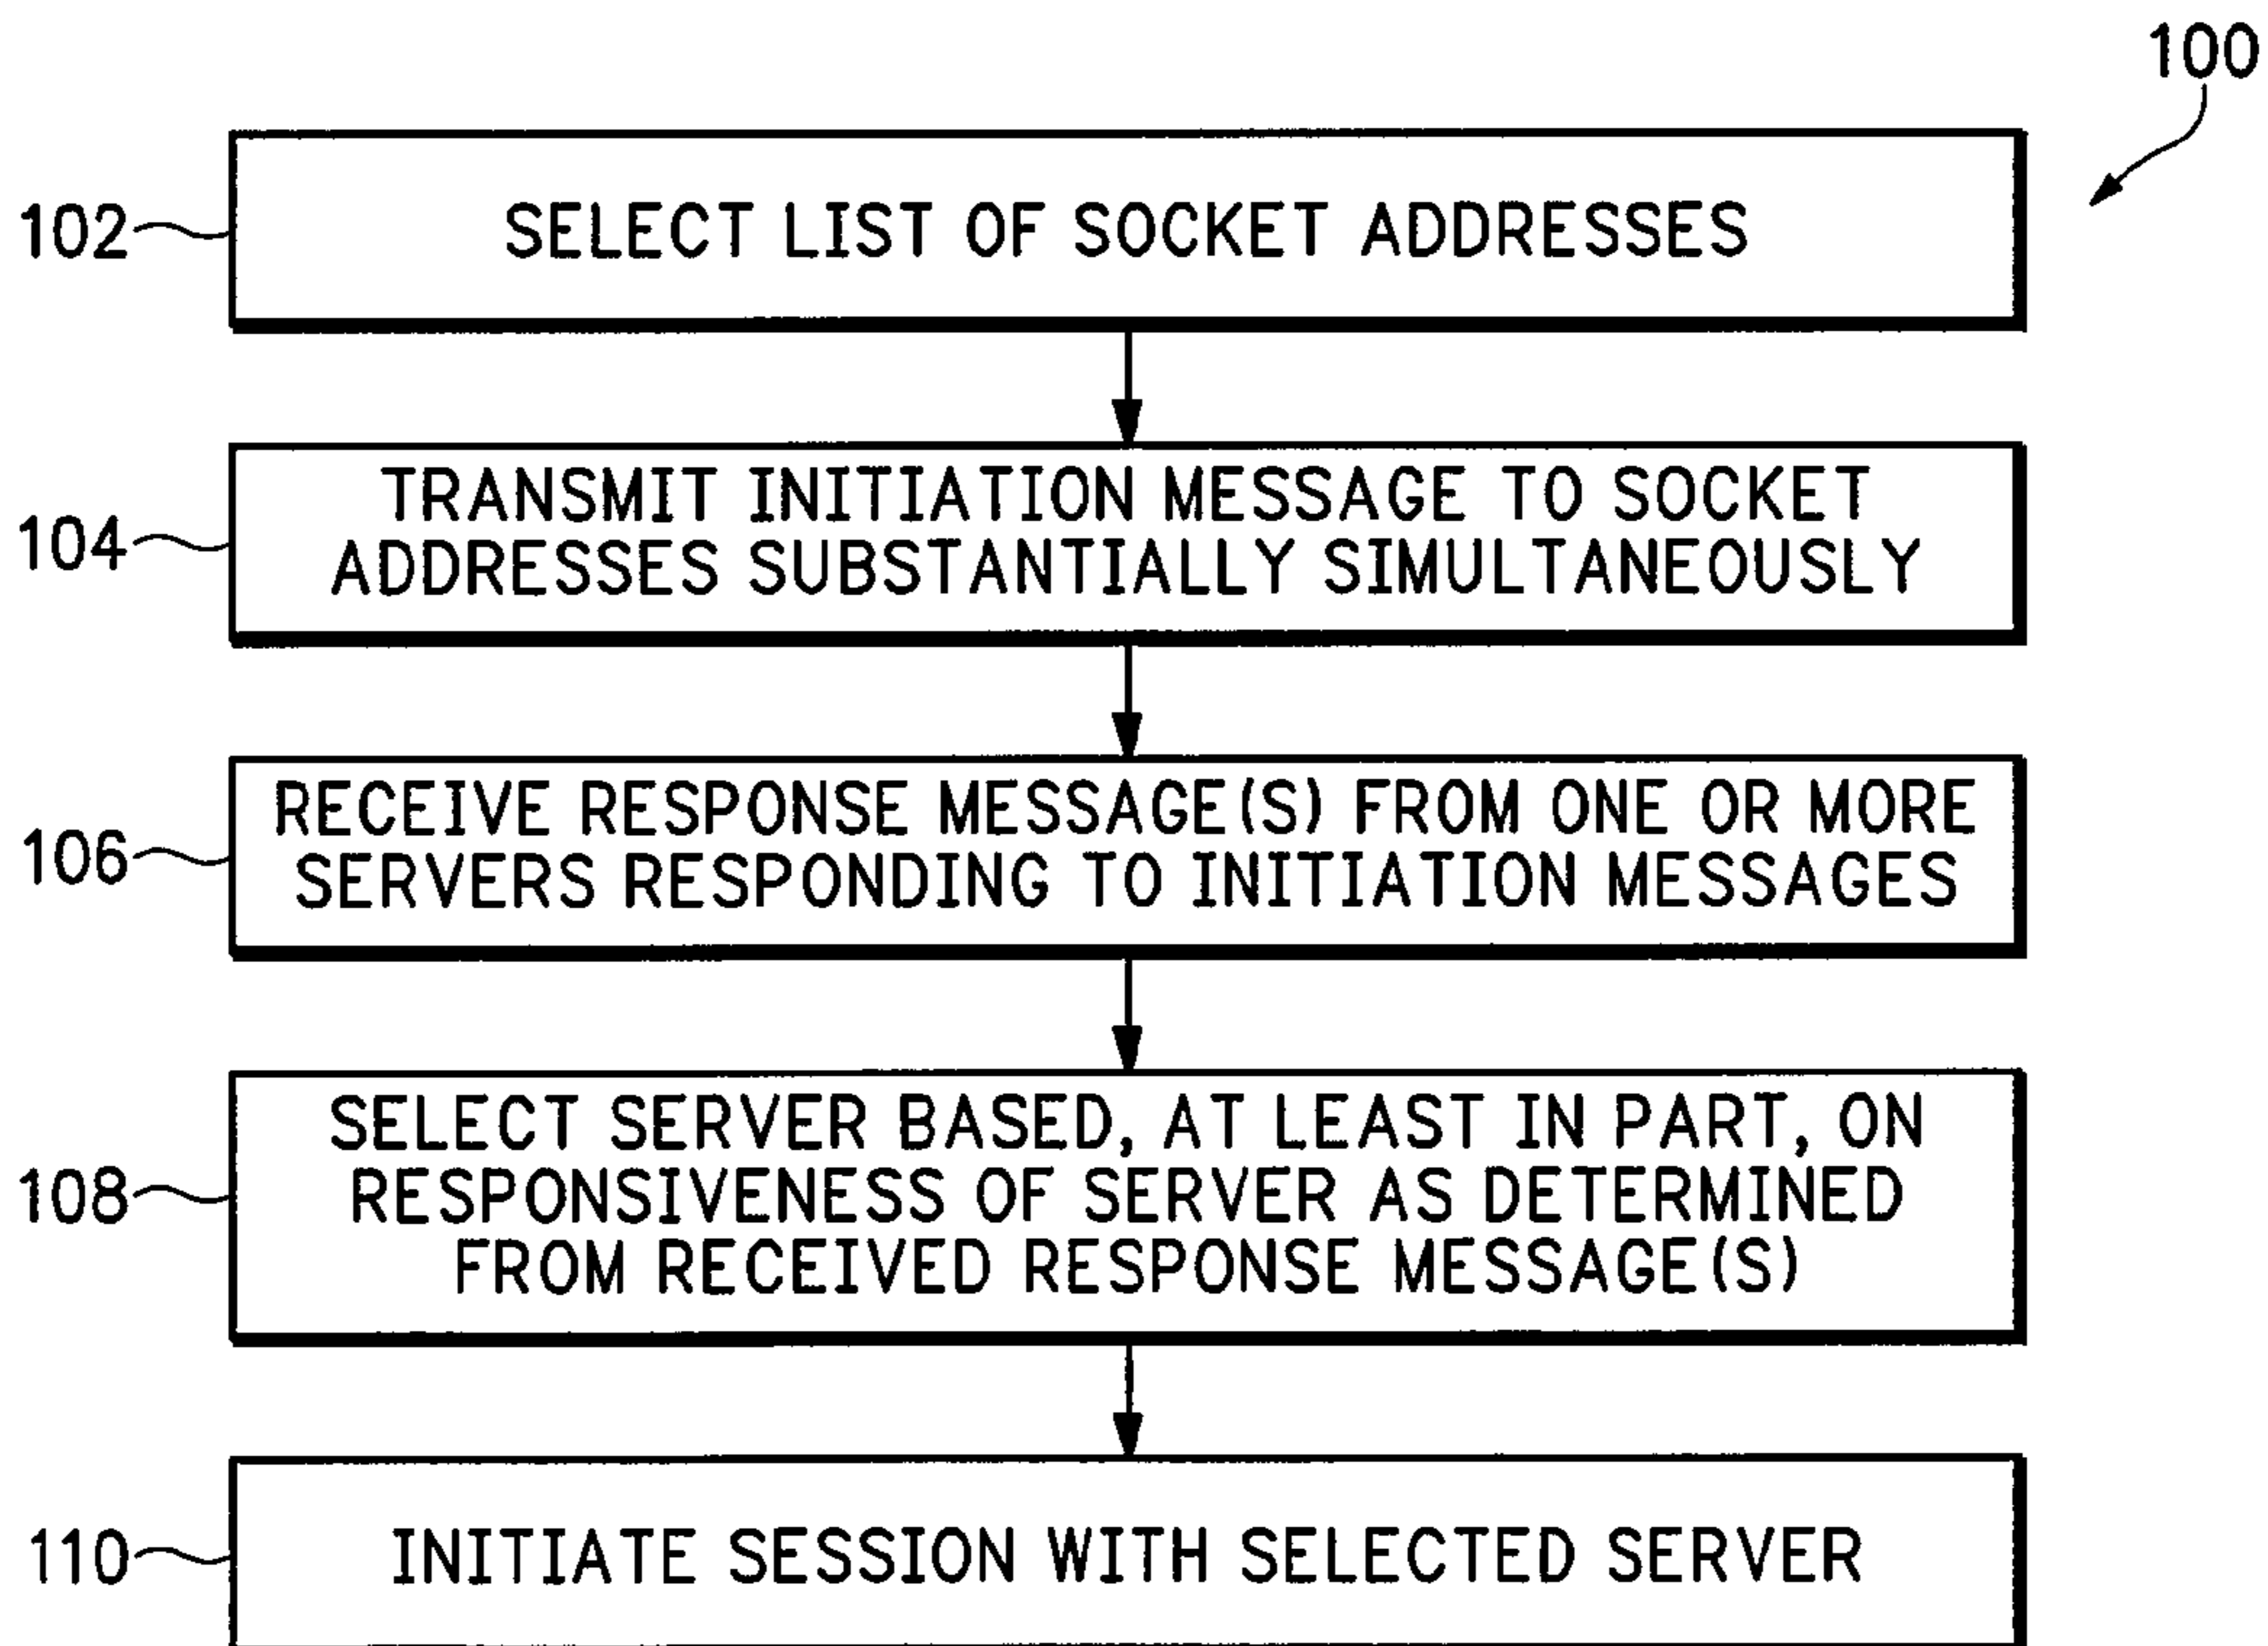 100
102
SELECT LIST OF SOCKET ADDRESSES
104
TRANSMIT INITIATION MESSAGE TO SOCKET
ADDRESSES SUBSTANTIALLY SIMULTANEOUSLY
106
RECEIVE RESPONSE MESSAGE(S) FROM ONE OR MORE
SERVERS RESPONDING TO INITIATION MESSAGES
108
SELECT SERVER BASED, AT LEAST IN PART, ON
RESPONSIVENESS OF SERVER AS DETERMINED
FROM RECEIVED RESPONSE MESSAGE(S)
110
INITIATE SESSION WITH SELECTED SERVER